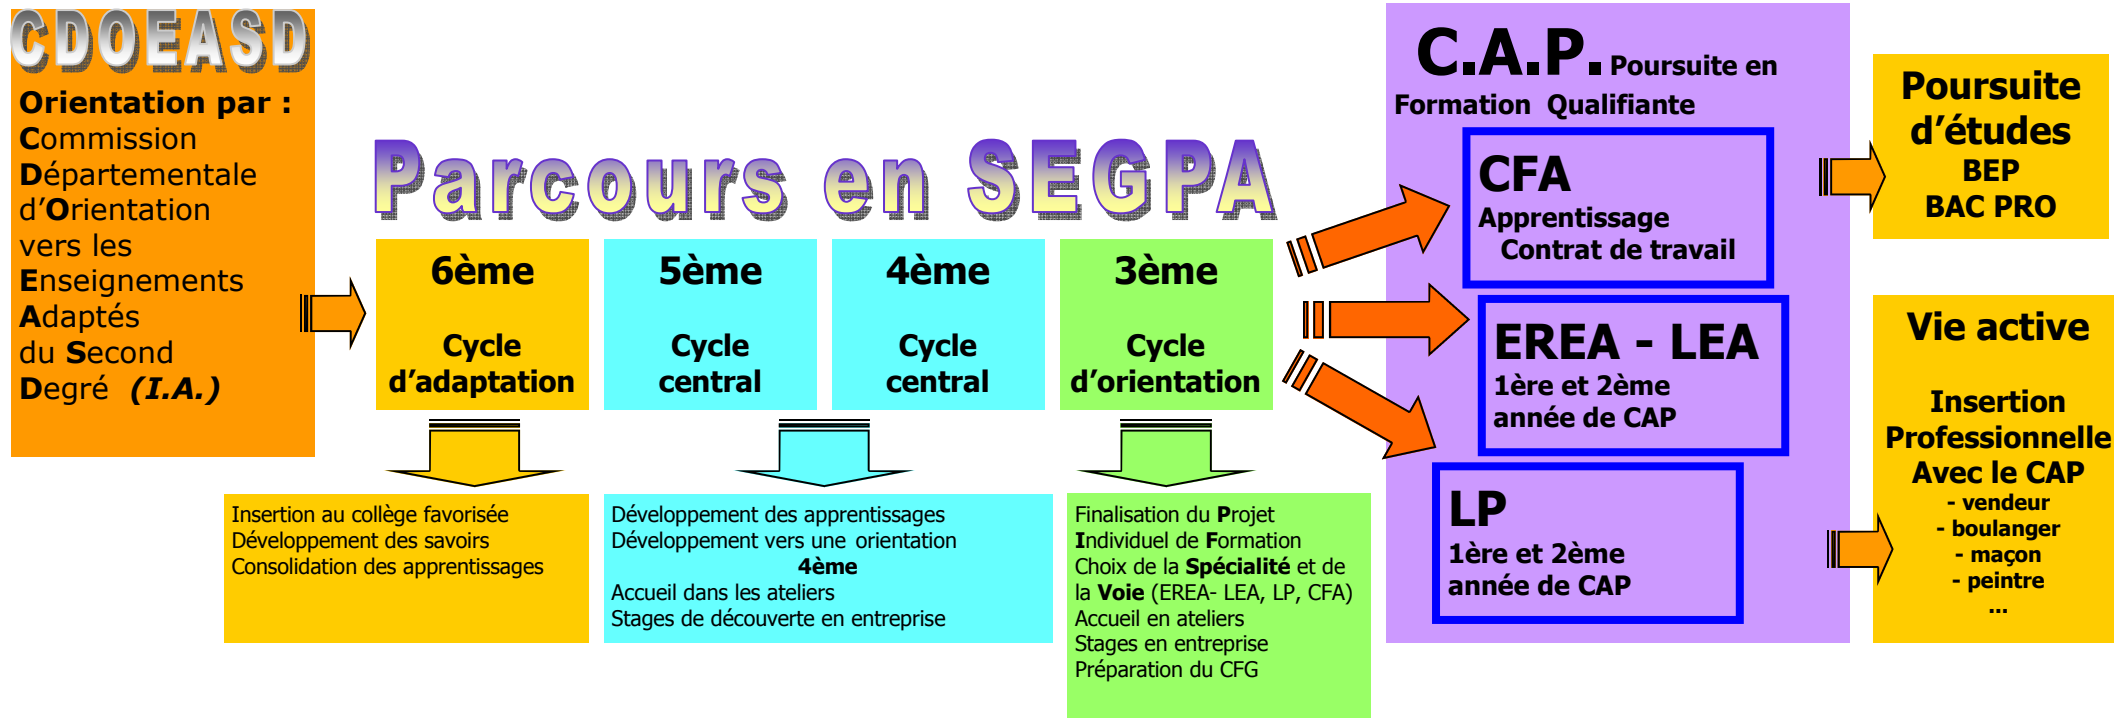 CDOEASD
Orientation par :
Commission
Départementale
d'Orientation
vers les
Enseignements
Adaptés
du Second
Degré (I.A.)
Parcours en SEGPA
6ème
Cycle
d'adaptation
5ème
Cycle
central
4ème
Cycle
central
3ème
Cycle
d'orientation
Insertion au collège favorisée
Développement des savoirs
Consolidation des apprentissages
Développement des apprentissages
Développement vers une orientation
4ème
Accueil dans les ateliers
Stages de découverte en entreprise
Finalisation du Projet
Individuel de Formation
Choix de la Spécialité et de
la Voie (EREA- LEA, LP, CFA)
Accueil en ateliers
Stages en entreprise
Préparation du CFG
C.A.P. Poursuite en
Formation Qualifiante
CFA
Apprentissage
Contrat de travail
EREA - LEA
1ère et 2ème
année de CAP
LP
1ère et 2ème
année de CAP
Poursuite
d'études
BEP
BAC PRO
Vie active
Insertion
Professionnelle
Avec le CAP
- vendeur
- boulanger
- maçon
- peintre
...